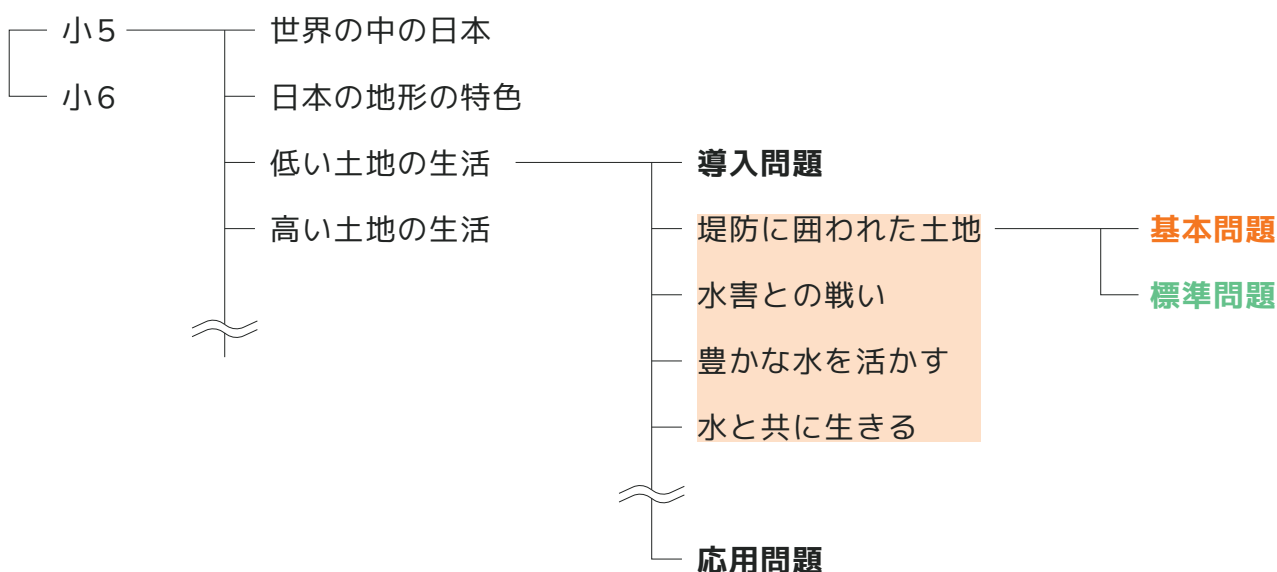 小5
世界の中の日本
小6
日本の地形の特色
低い土地の生活
導入問題
高い土地の生活
堤防に囲われた土地
基本問題
水害との戦い
標準問題
豊かな水を活かす
水と共に生きる
応用問題